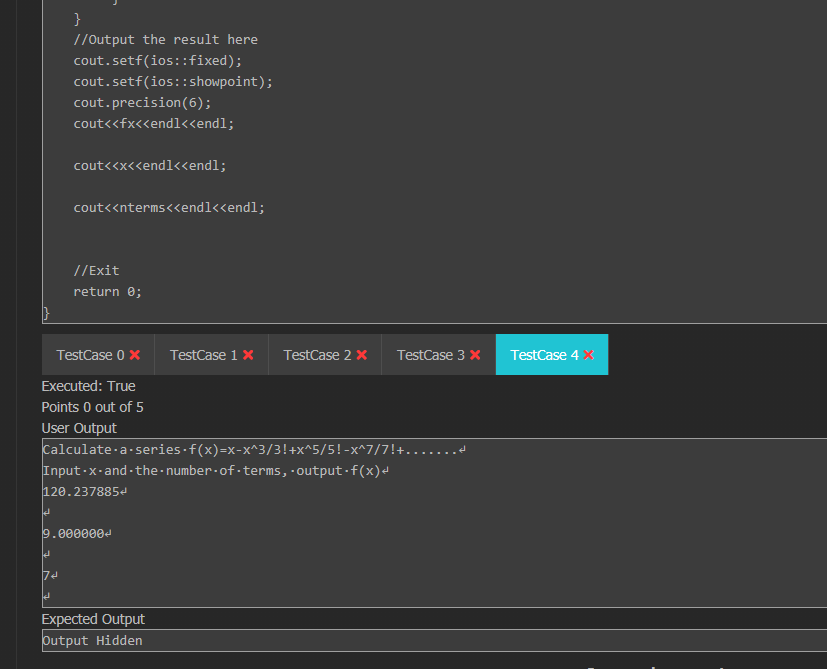 }
}
//Output the result here
cout.setf(ios::fixed);
cout.setf(ios::showpoint);
cout.precision(6);
cout<<fx<<endl<<endl;
cout<<x<<endl<<endl;
cout<<nterms<<endl<<endl;
//Exit
return 0;
}
TestCase 0 ✖ TestCase 1 ✖ TestCase 2 ✖ TestCase 3 ✖ TestCase 4 ✖
Executed: True
Points 0 out of 5
User Output
Calculate·a·series·f(x)=x-x^3/3!+x^5/5!-x^7/7!+.......↲
Input·x·and·the·number·of·terms,·output·f(x)↲
120.237885↲
↲
9.000000↲
↲
7↲
↲
Expected Output
Output Hidden